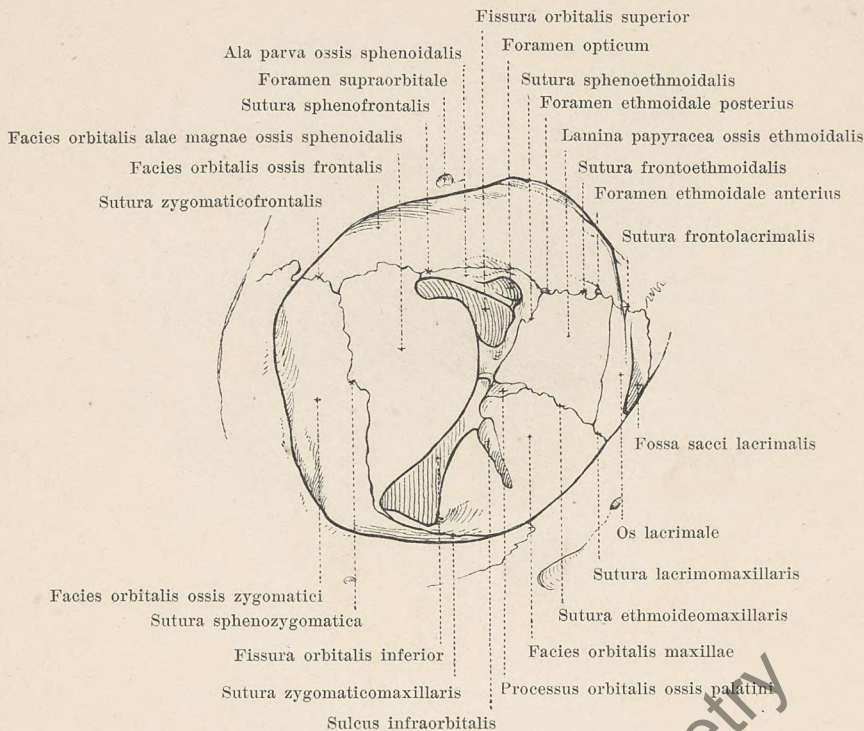 Fissura orbitalis superior
Foramen opticum
Ala parva ossis sphenoidalis
Foramen supraorbitale
Sutura sphenoethmoidalis
Sutura sphenofrontalis
Foramen ethmoidale posterius
Facies orbitalis alae magnae ossis sphenoidalis
Lamina papyracea ossis ethmoidalis
Facies orbitalis ossis frontalis
Sutura frontoethmoidalis
Sutura zygomaticofrontalis
Foramen ethmoidale anterius
Sutura frontolacrimalis
Fossa sacci lacrimalis
Os lacrimale
Sutura lacrimomaxillaris
Facies orbitalis ossis zygomatici
Sutura sphenozygomatica
Sutura ethmoideomaxillaris
Fissura orbitalis inferior
Facies orbitalis maxillae
Sutura zygomaticomaxillaris
Processus orbitalis ossis palatini
Sulcus infraorbitalis